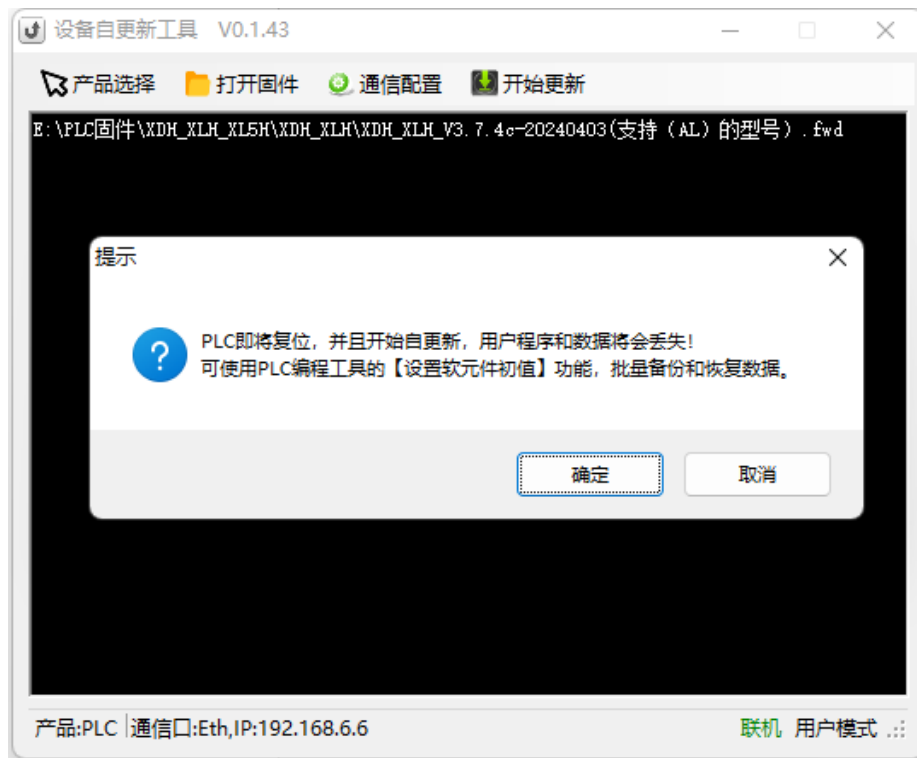 设备自更新工具 V0.1.43
产品选择 打开固件 通信配置 开始更新
E:\PLC固件\XDH_XLH_XL5H\XDH_XLH\XDH_XLH_V3.7.4c-20240403(支持（AL）的型号）.fwd
提示
PLC即将复位，并且开始自更新，用户程序和数据将会丢失！
可使用PLC编程工具的【设置软元件初值】功能，批量备份和恢复数据。
确定 取消
产品:PLC 通信口:Eth,IP:192.168.6.6 联机 用户模式